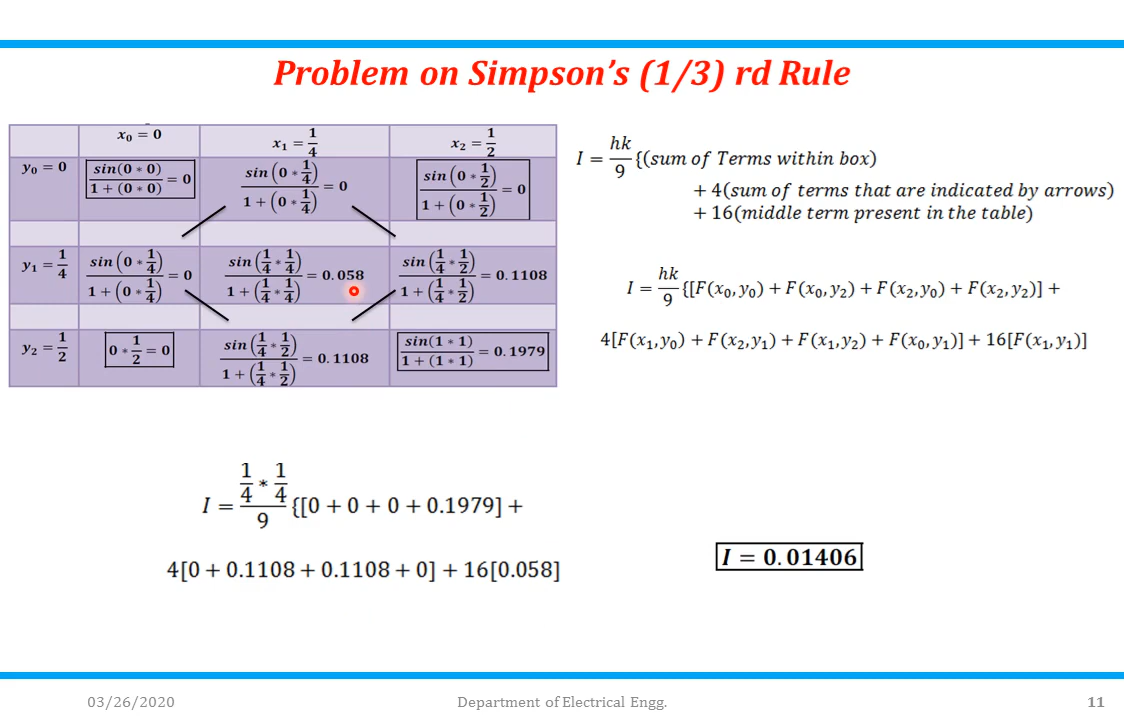 Problem on Simpson's (1/3) rd Rule
x₀ = 0 x₁ = 1/4 x₂ = 1/2
y₀ = 0 sin(0 * 0)/1 + (0 * 0) = 0 sin(0 * 1/4)/1 + (0 * 1/4) = 0 sin(0 * 1/2)/1 + (0 * 1/2) = 0
y₁ = 1/4 sin(0 * 1/4)/1 + (0 * 1/4) = 0 sin(1/4 * 1/4)/1 + (1/4 * 1/4) = 0.058 sin(1/4 * 1/2)/1 + (1/4 * 1/2) = 0.1108
y₂ = 1/2 0 * 1/2 = 0 sin(1/4 * 1/2)/1 + (1/4 * 1/2) = 0.1108 sin(1 * 1)/1 + (1 * 1) = 0.1979
I = hk/9 {(sum of Terms within box)
+ 4(sum of terms that are indicated by arrows)
+ 16(middle term present in the table)
I = hk/9 {[F(x₀,y₀) + F(x₀,y₂) + F(x₂,y₀) + F(x₂,y₂)] +
4[F(x₁,y₀) + F(x₂,y₁) + F(x₁,y₂) + F(x₀,y₁)] + 16[F(x₁,y₁)]
I = 1/4 * 1/4/9 {[0 + 0 + 0 + 0.1979] +
4[0 + 0.1108 + 0.1108 + 0] + 16[0.058]
I = 0.01406
03/26/2020 Department of Electrical Engg. 11